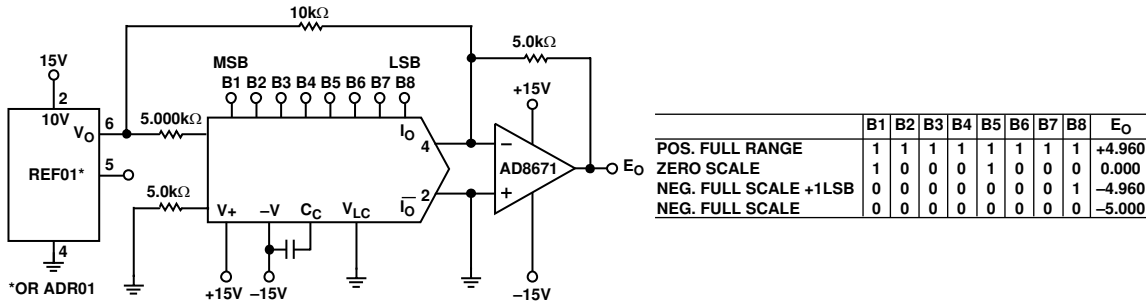 10kΩ
5.0kΩ
15V
MSB LSB
B1 B2 B3 B4 B5 B6 B7 B8
+15V
2
10V
6
5.000kΩ
VO
IO
4
–
5
REF01*
AD8671
EO
5.0kΩ
2
+
V+ –V CC VLC IO
4
*OR ADR01
+15V –15V
–15V
B1 B2 B3 B4 B5 B6 B7 B8 EO
POS. FULL RANGE 1 1 1 1 1 1 1 1 +4.960
ZERO SCALE 1 0 0 0 1 0 0 0 0.000
NEG. FULL SCALE +1LSB 0 0 0 0 0 0 0 1 –4.960
NEG. FULL SCALE 0 0 0 0 0 0 0 0 –5.000